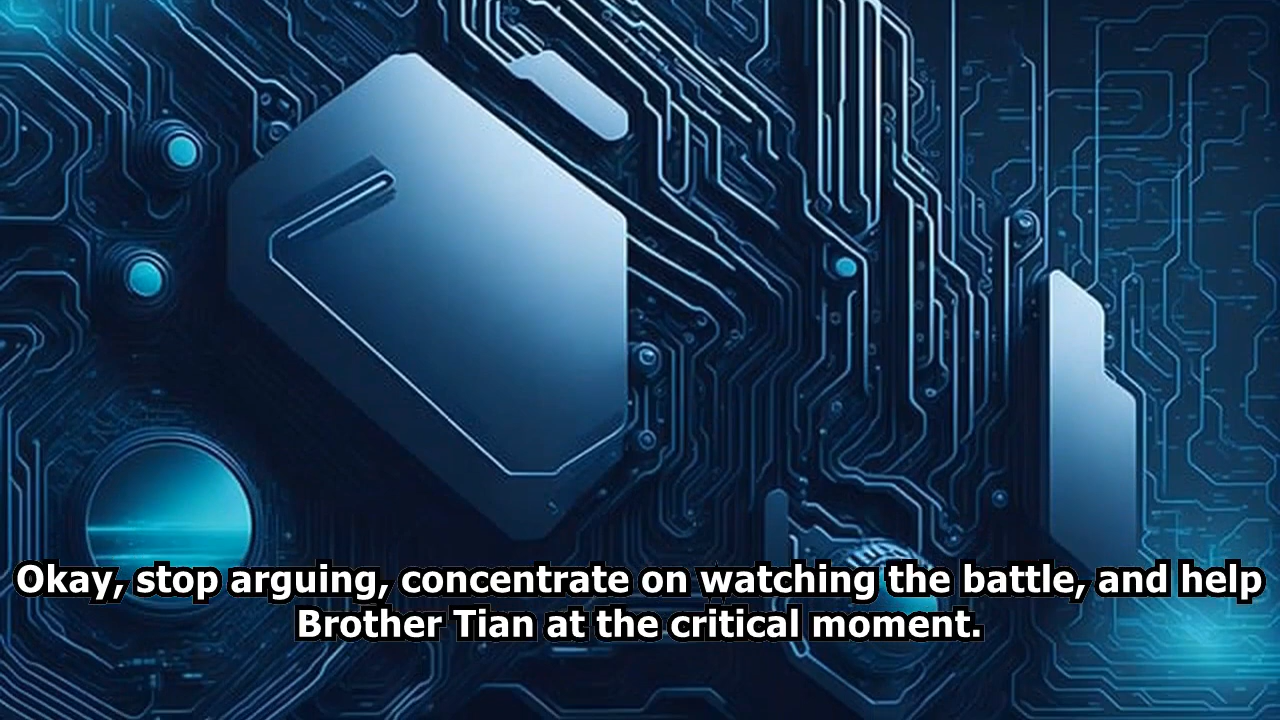 Okay, stop arguing, concentrate on watching the battle, and help
Brother Tian at the critical moment.